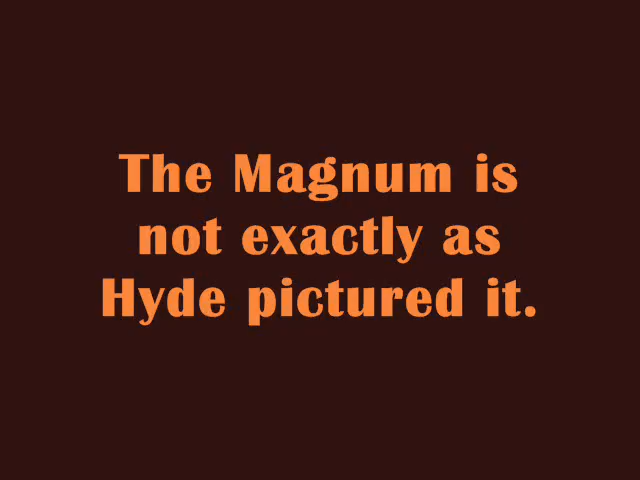 The Magnum is
not exactly as
Hyde pictured it.